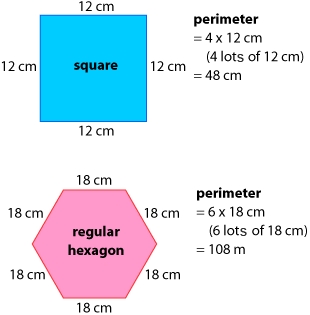 12 cm
perimeter
= 4 x 12 cm
(4 lots of 12 cm)
= 48 cm
12 cm
square
12 cm
12 cm
18 cm
perimeter
= 6 x 18 cm
(6 lots of 18 cm)
= 108 m
18 cm
18 cm
regular
hexagon
18 cm
18 cm
18 cm